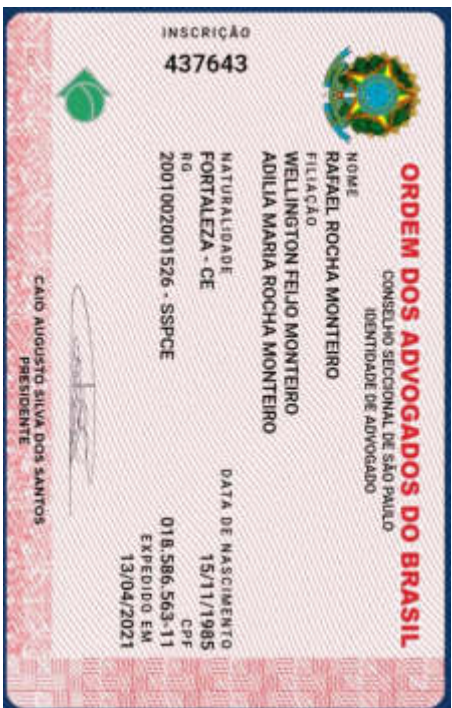 ORDEM DOS ADVOGADOS DO BRASIL
CONSELHO SECCIONAL DE SÃO PAULO
IDENTIDADE DE ADVOGADO
INSCRIÇÃO
437643
NOME
RAFAEL ROCHA MONTEIRO
FILIAÇÃO
WELLINGTON FEIJO MONTEIRO
ADILIA MARIA ROCHA MONTEIRO
NATURALIDADE
FORTALEZA - CE
DATA DE NASCIMENTO
15/11/1985
RG
2001002001526 - SSPCE
CPF
018.586.563-11
EXPEDIDO EM
13/04/2021
CAIO AUGUSTO SILVA DOS SANTOS
PRESIDENTE